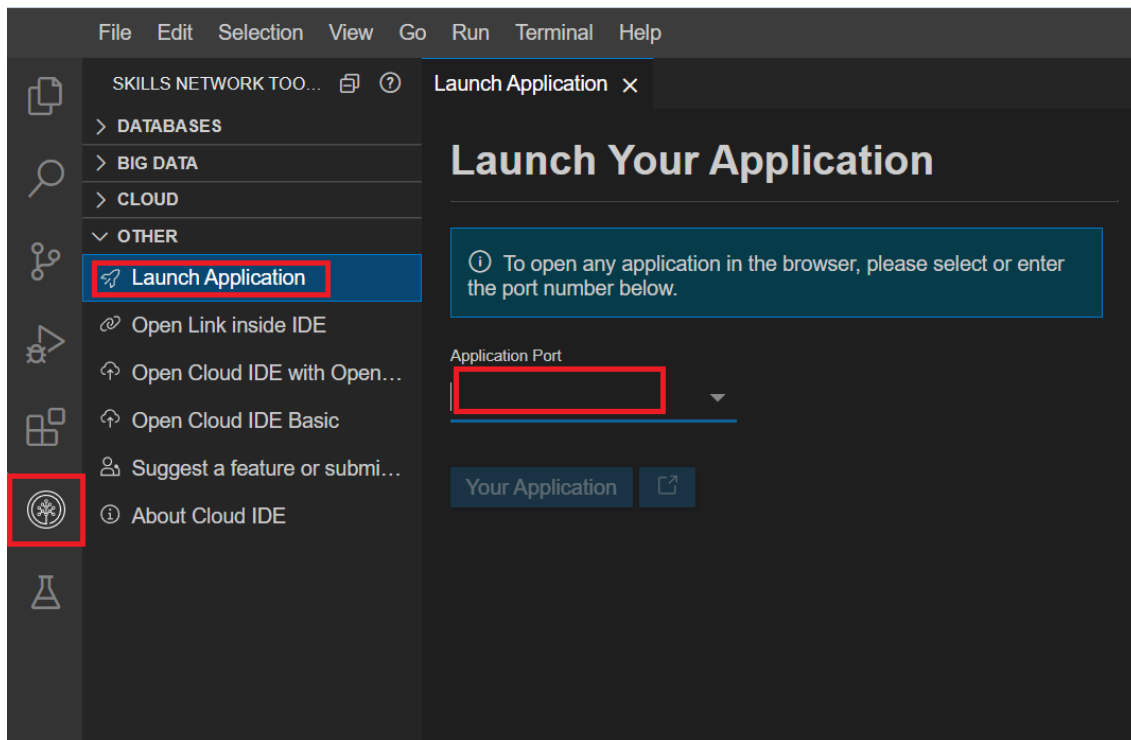 File Edit Selection View Go Run Terminal Help
SKILLS NETWORK TOO...
DATABASES
BIG DATA
CLOUD
OTHER
Launch Application
Open Link inside IDE
Open Cloud IDE with Open...
Open Cloud IDE Basic
Suggest a feature or submi...
About Cloud IDE
Launch Application
Launch Your Application
To open any application in the browser, please select or enter
the port number below.
Application Port
Your Application